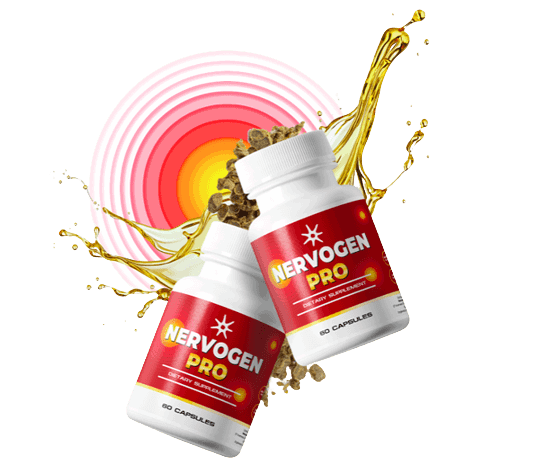 NERVOGEN
PRO
DIETARY SUPPLEMENT
60 CAPSULES
NERVOGEN
PRO
DIETARY SUPPLEMENT
60 CAPSULES